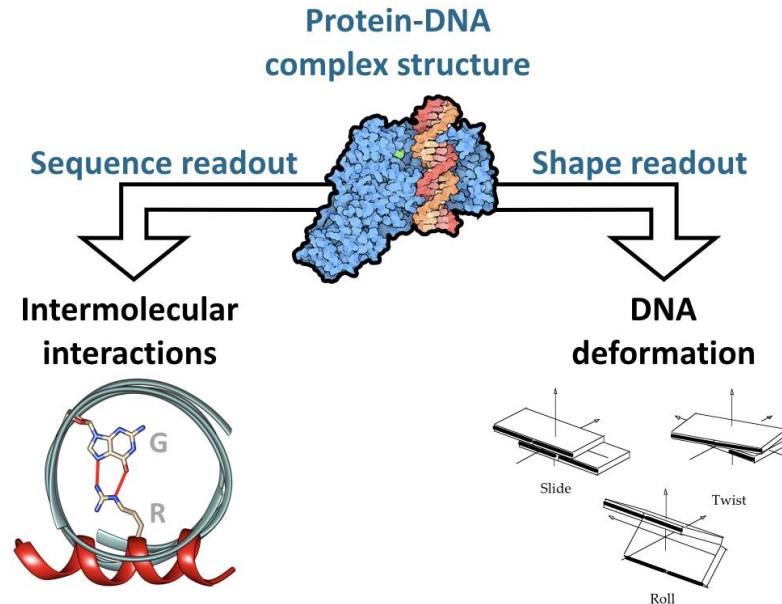 Protein-DNA
complex structure
Sequence readout
Shape readout
Intermolecular
interactions
DNA
deformation
G
R
Slide
Twist
Roll